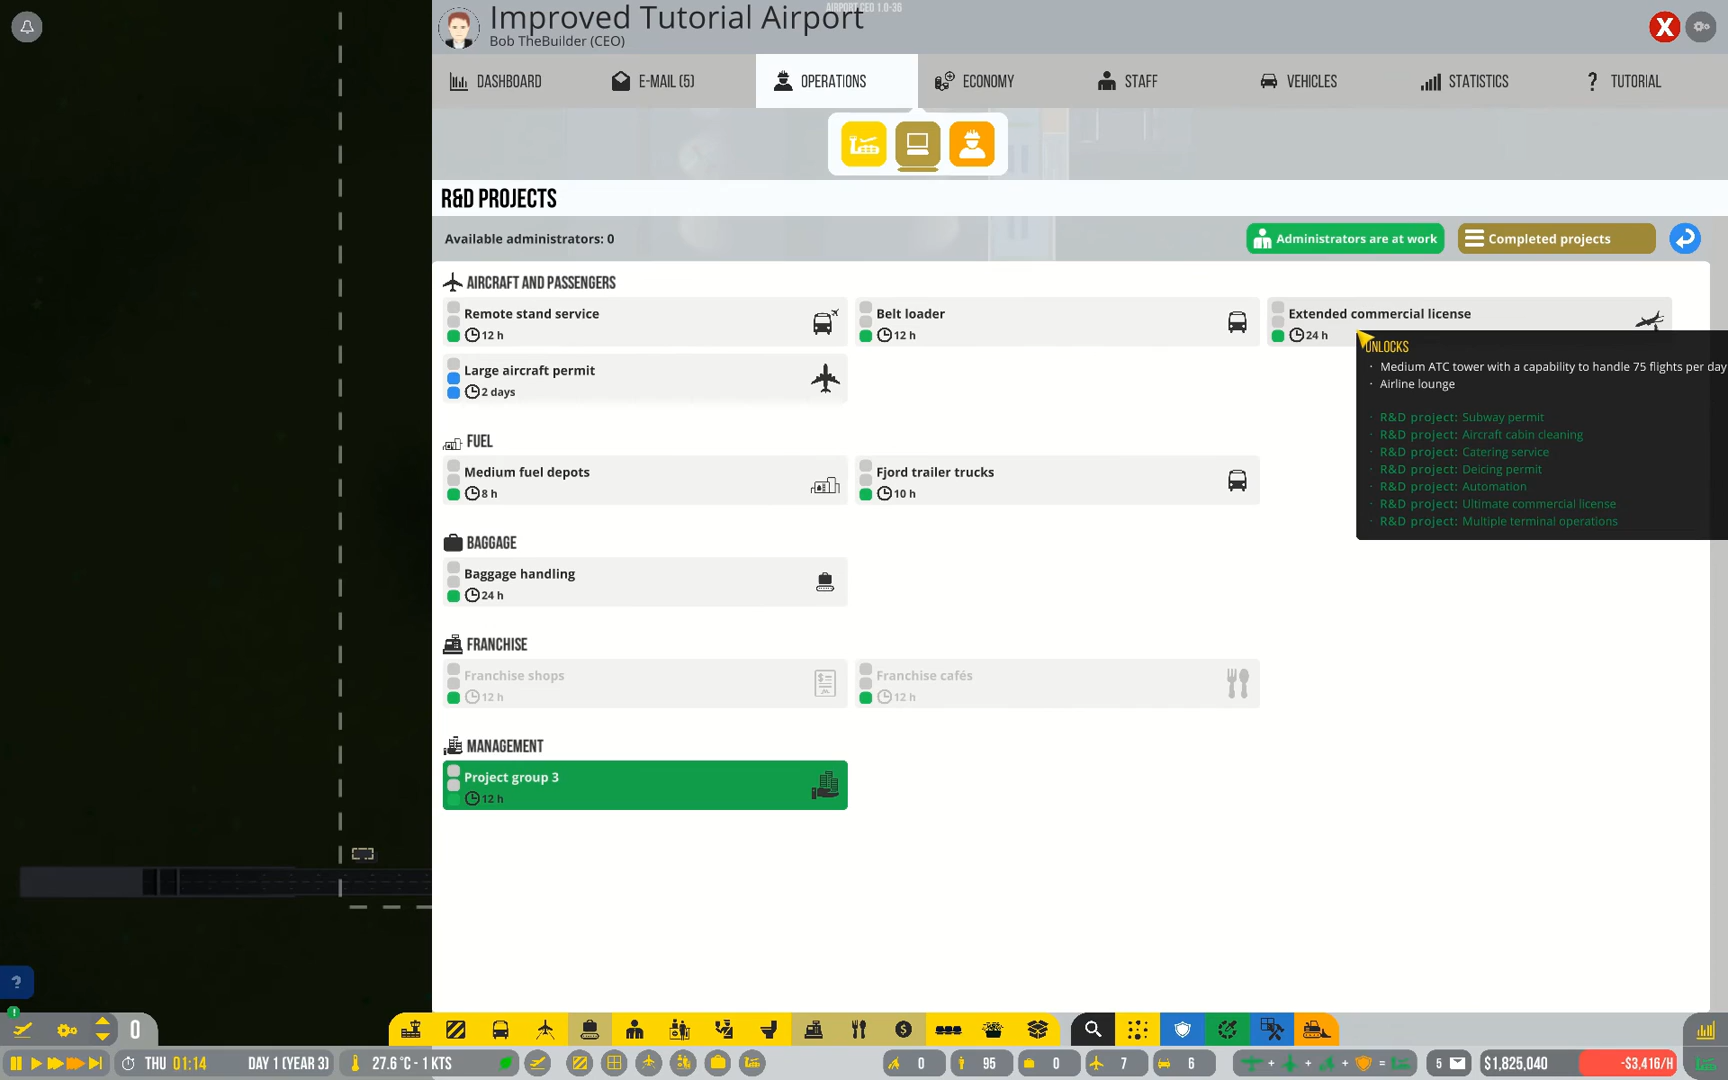 AIRPORT CEO 1.0-36
Improved Tutorial Airport
Bob TheBuilder (CEO)
X
DASHBOARD
E-MAIL (5)
OPERATIONS
ECONOMY
STAFF
VEHICLES
STATISTICS
? TUTORIAL
R&D PROJECTS
Available administrators: 0
Administrators are at work
Completed projects
AIRCRAFT AND PASSENGERS
Remote stand service
12 h
Belt loader
12 h
Extended commercial license
24 h
UNLOCKS
· Medium ATC tower with a capability to handle 75 flights per day
· Airline lounge
· R&D project: Subway permit
· R&D project: Aircraft cabin cleaning
· R&D project: Catering service
· R&D project: Deicing permit
· R&D project: Automation
· R&D project: Ultimate commercial license
· R&D project: Multiple terminal operations
Large aircraft permit
2 days
FUEL
Medium fuel depots
8 h
Fjord trailer trucks
10 h
BAGGAGE
Baggage handling
24 h
FRANCHISE
Franchise shops
12 h
Franchise cafés
12 h
MANAGEMENT
Project group 3
12 h
?
!
0
$
THU 01:14
DAY 1 (YEAR 3)
27.6 °C - 1 KTS
0
95
0
7
6
+ + + =
5
$1,825,040
-$3,416/H